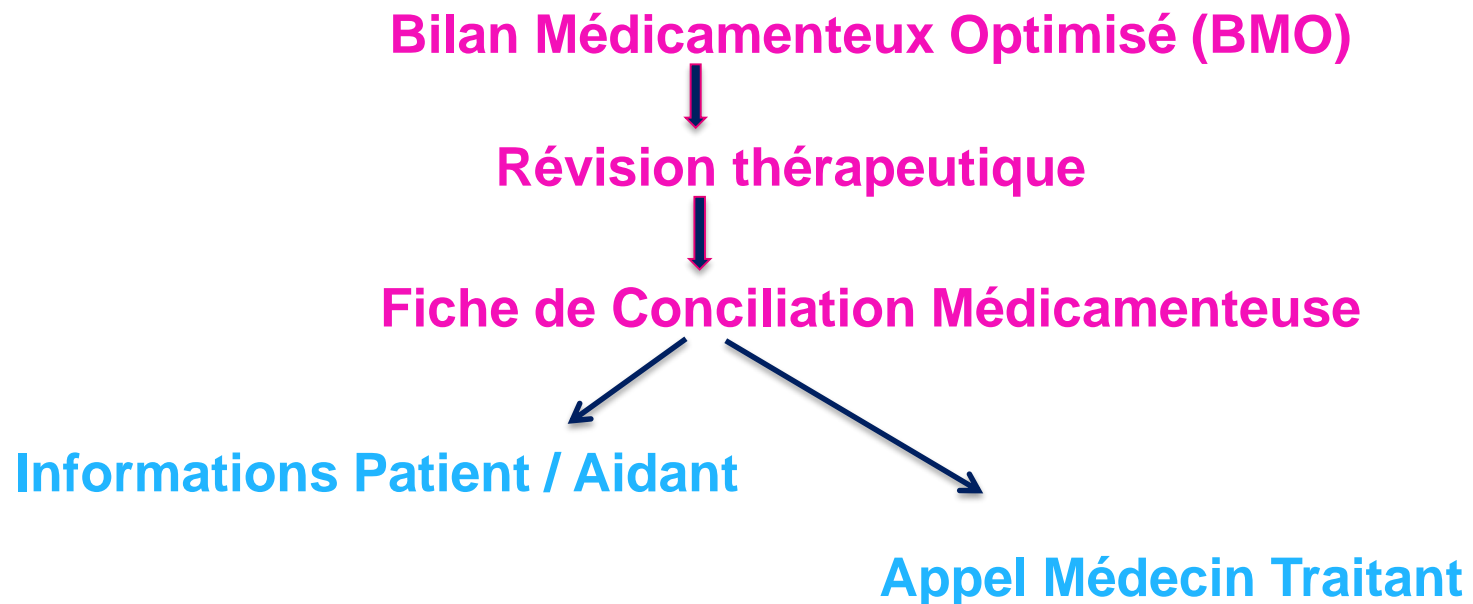 Bilan Médicamenteux Optimisé (BMO)
Révision thérapeutique
Fiche de Conciliation Médicamenteuse
Informations Patient / Aidant
Appel Médecin Traitant